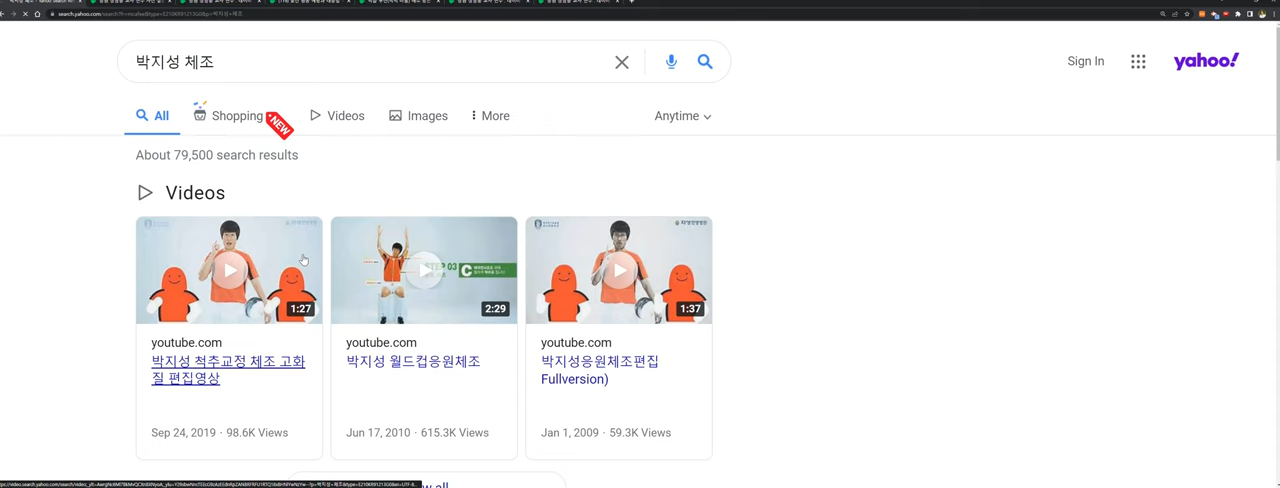 박지성 체조
Sign In
yahoo!
All
Shopping
NEW
Videos
Images
More
Anytime
About 79,500 search results
Videos
1:27
2:29
1:37
youtube.com
박지성 척추교정 체조 고화
질 편집영상
Sep 24, 2019 · 98.6K Views
youtube.com
박지성 월드컵응원체조
Jun 17, 2010 · 615.3K Views
youtube.com
박지성응원체조편집
Fullversion)
Jan 1, 2009 · 59.3K Views